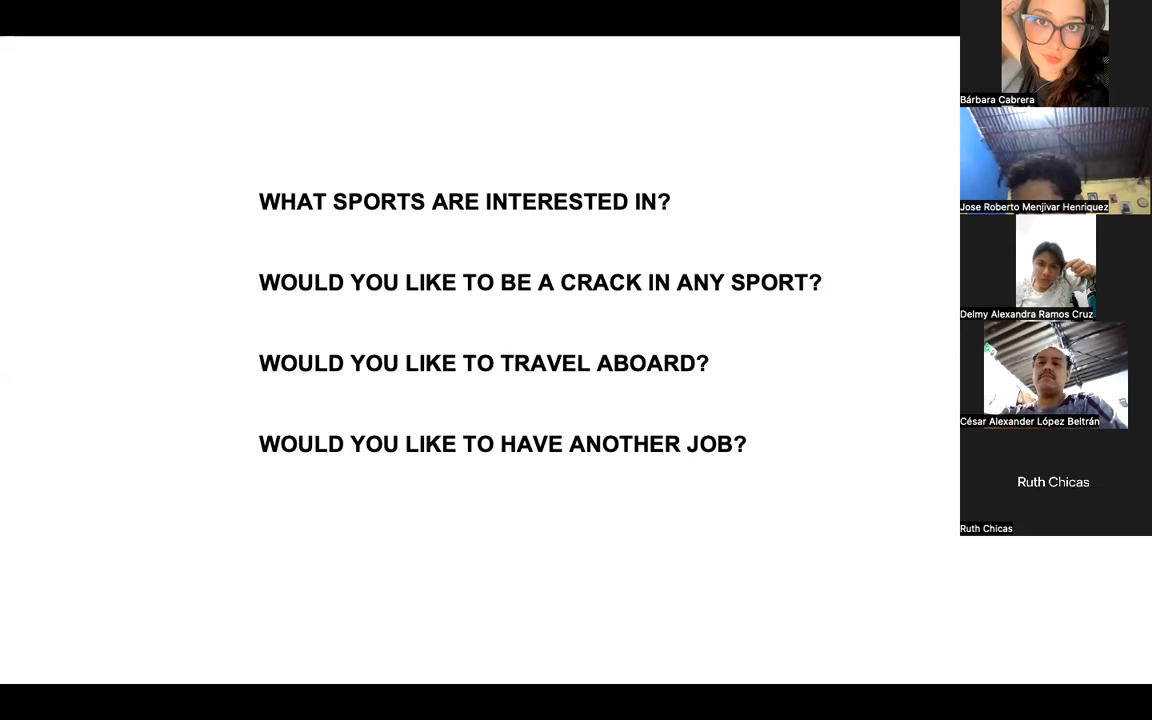 WHAT SPORTS ARE INTERESTED IN?
WOULD YOU LIKE TO BE A CRACK IN ANY SPORT?
WOULD YOU LIKE TO TRAVEL ABOARD?
WOULD YOU LIKE TO HAVE ANOTHER JOB?
Bárbara Cabrera
Jose Roberto Menjivar Henriquez
Delmy Alexandra Ramos Cruz
César Alexander López Beltrán
Ruth Chicas
Ruth Chicas